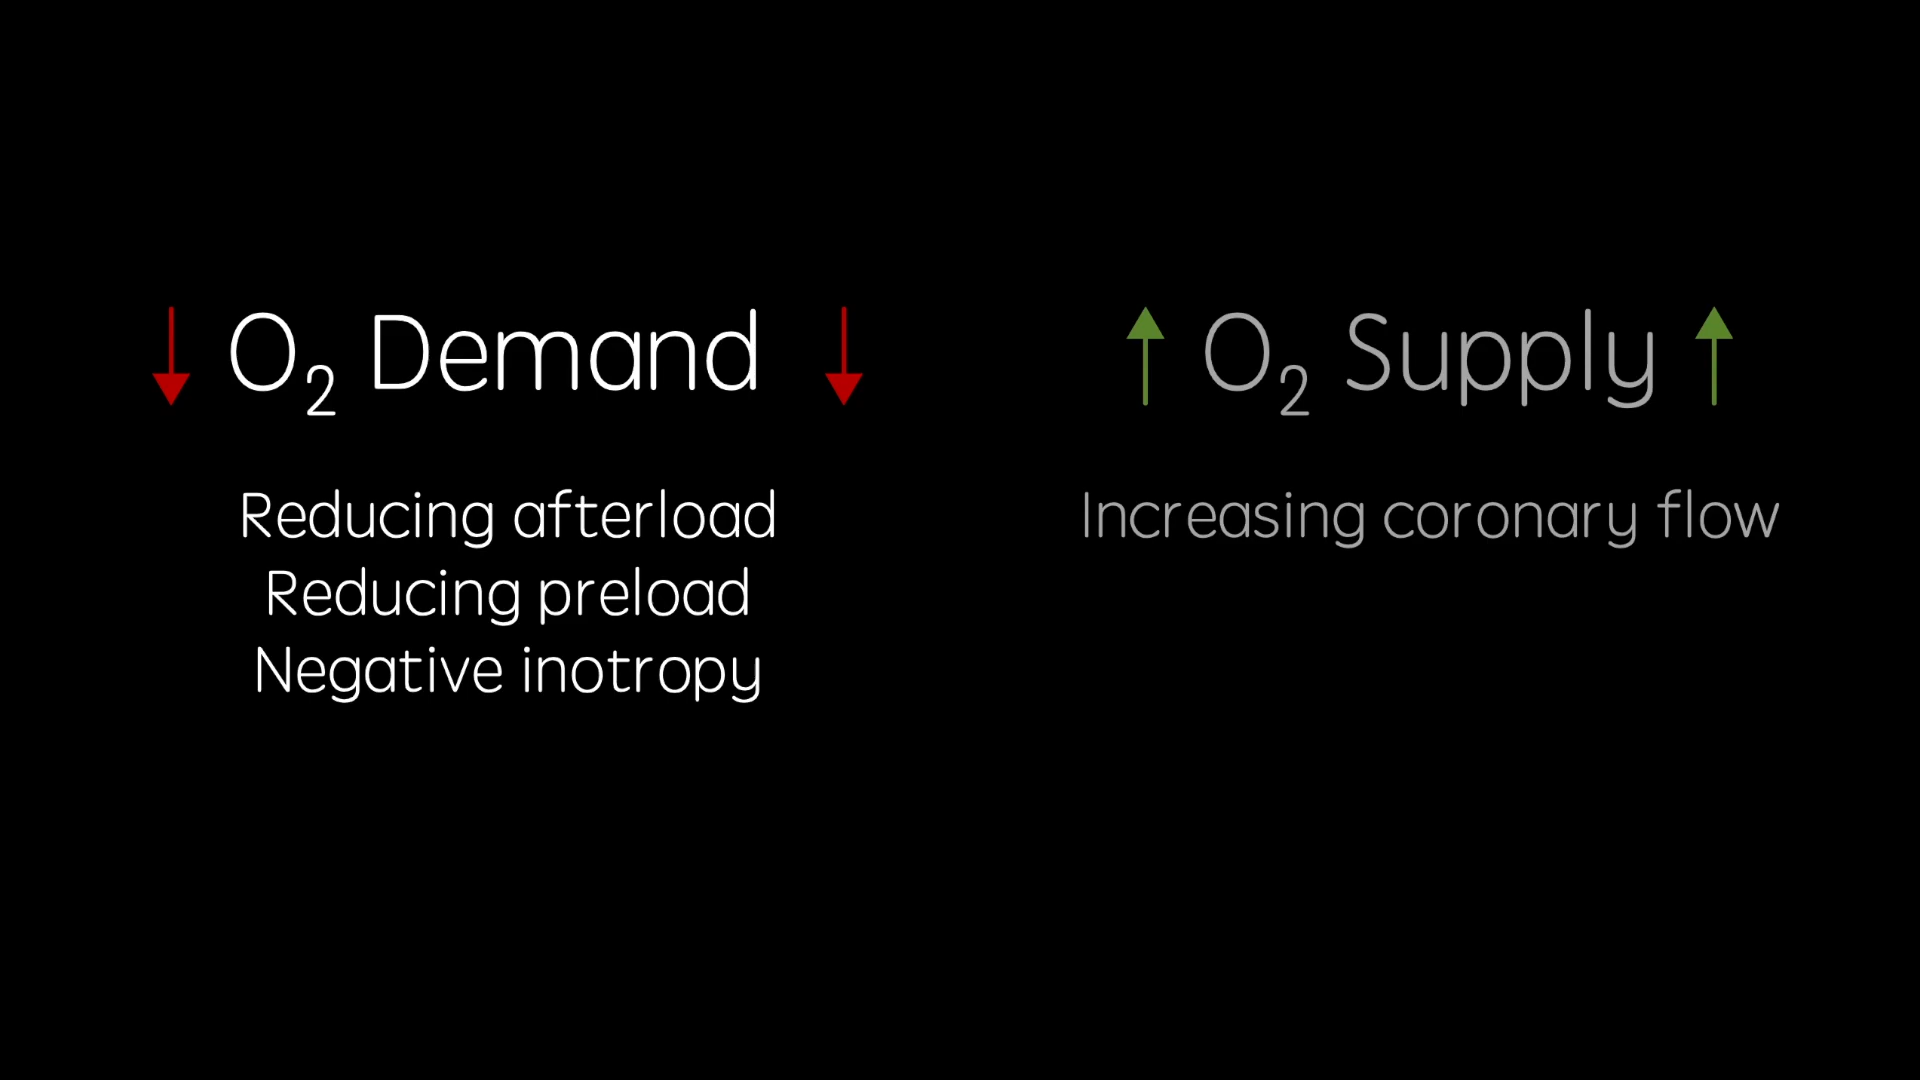 O₂ Demand
Reducing afterload
Reducing preload
Negative inotropy
O₂ Supply
Increasing coronary flow